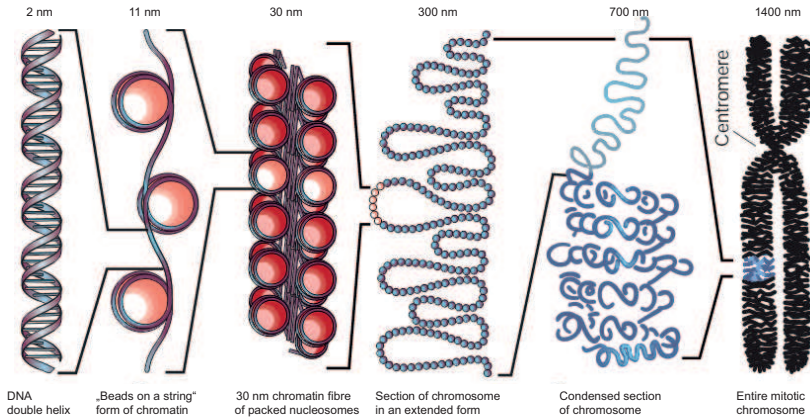 2 nm
11 nm
30 nm
300 nm
700 nm
1400 nm
Centromere
DNA
double helix
„Beads on a string“
form of chromatin
30 nm chromatin fibre
of packed nucleosomes
Section of chromosome
in an extended form
Condensed section
of chromosome
Entire mitotic
chromosome